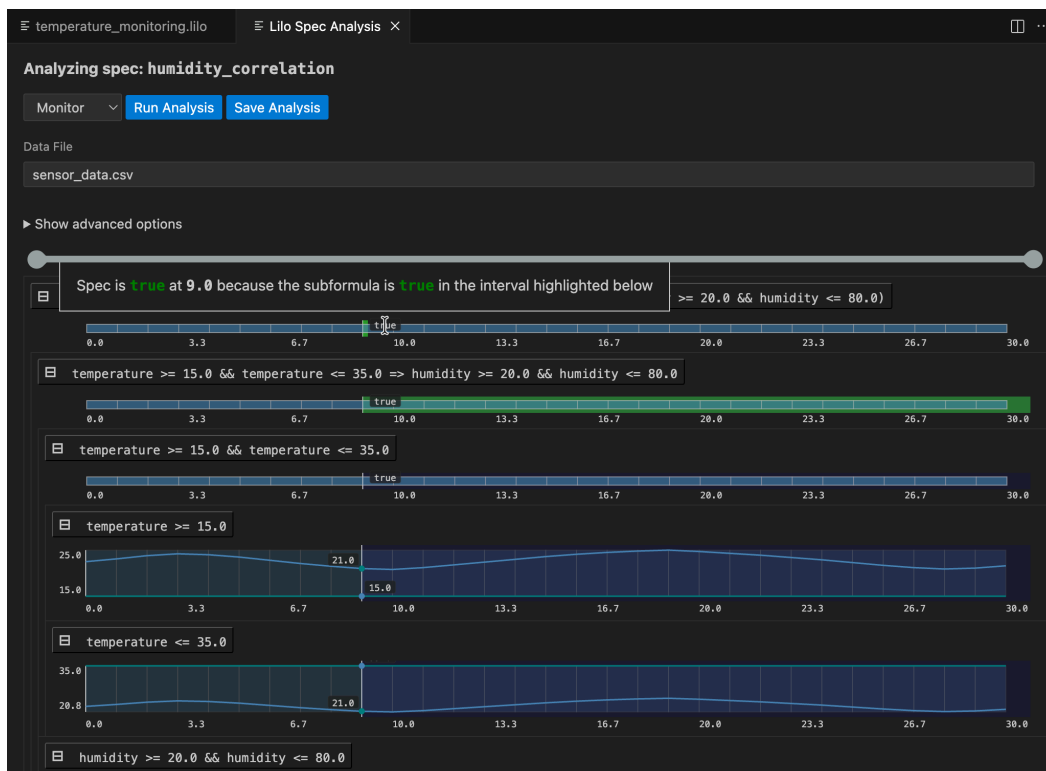 temperature_monitoring.lilo
Lilo Spec Analysis
Analyzing spec: humidity_correlation
Monitor
Run Analysis
Save Analysis
Data File
sensor_data.csv
Show advanced options
Spec is true at 9.0 because the subformula is true in the interval highlighted below
>= 20.0 && humidity <= 80.0)
true
0.0 3.3 6.7 10.0 13.3 16.7 20.0 23.3 26.7 30.0
temperature >= 15.0 && temperature <= 35.0 => humidity >= 20.0 && humidity <= 80.0
true
0.0 3.3 6.7 10.0 13.3 16.7 20.0 23.3 26.7 30.0
temperature >= 15.0 && temperature <= 35.0
true
0.0 3.3 6.7 10.0 13.3 16.7 20.0 23.3 26.7 30.0
temperature >= 15.0
25.0
21.0
15.0
15.0
0.0 3.3 6.7 10.0 13.3 16.7 20.0 23.3 26.7 30.0
temperature <= 35.0
35.0
21.0
20.8
0.0 3.3 6.7 10.0 13.3 16.7 20.0 23.3 26.7 30.0
humidity >= 20.0 && humidity <= 80.0